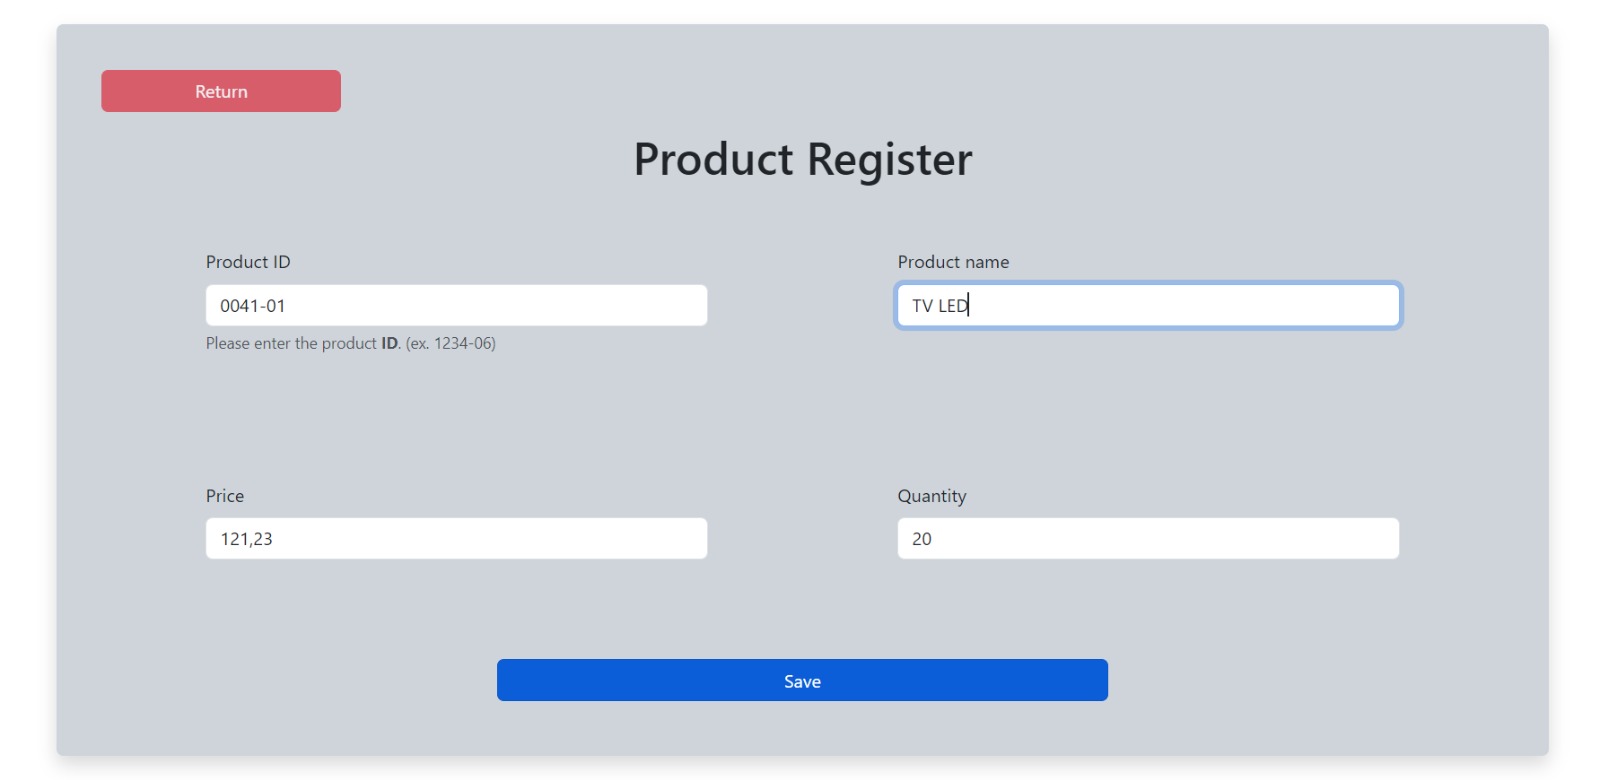 Return
Product Register
Product ID
Product name
0041-01
TV LED
Please enter the product ID. (ex. 1234-06)
Price
Quantity
121,23
20
Save